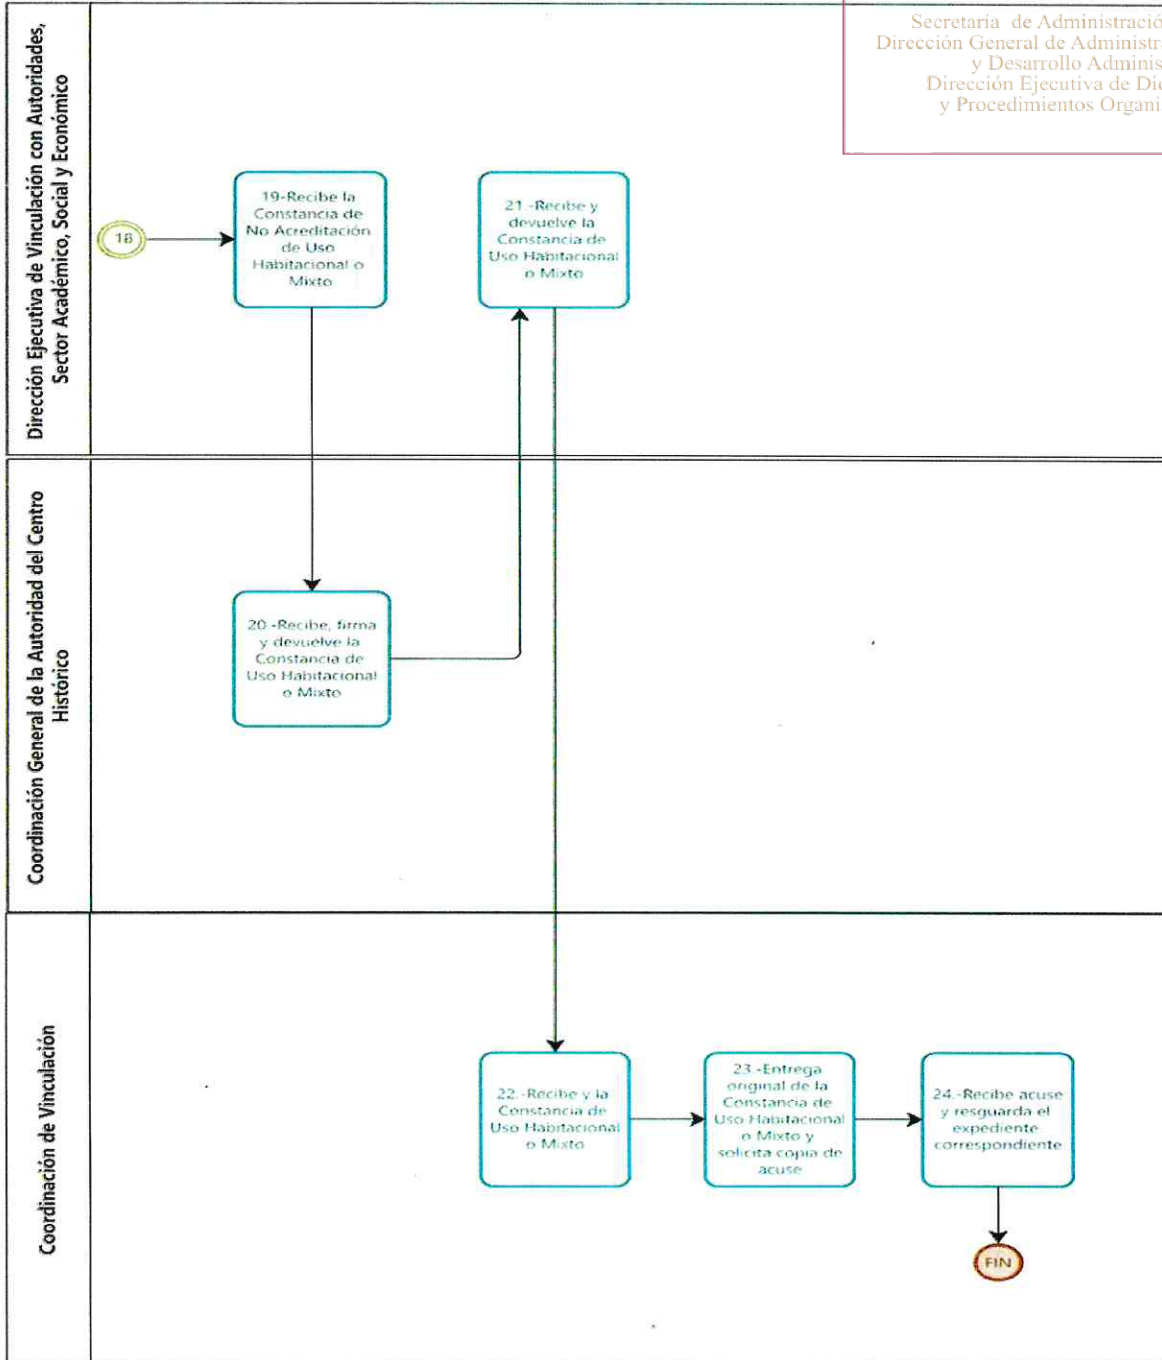 Secretaría de Administració
Dirección General de Administra
y Desarrollo Adminis
Dirección Ejecutiva de Dic
y Procedimientos Organi
Dirección Ejecutiva de Vinculación con Autoridades,
Sector Académico, Social y Económico
1B
19-Recibe la
Constancia de
No Acreditación
de Uso
Habitacional o
Mixto
21.-Recibe y
devuelve la
Constancia de
Uso Habitacional
o Mixto
Coordinación General de la Autoridad del Centro
Histórico
20.-Recibe, firma
y devuelve la
Constancia de
Uso Habitacional
o Mixto
Coordinación de Vinculación
22.-Recibe y la
Constancia de
Uso Habitacional
o Mixto
23.-Entrega
original de la
Constancia de
Uso Habitacional
o Mixto y
solicita copia de
acuse
24.-Recibe acuse
y resguarda el
expediente
correspondiente
FIN